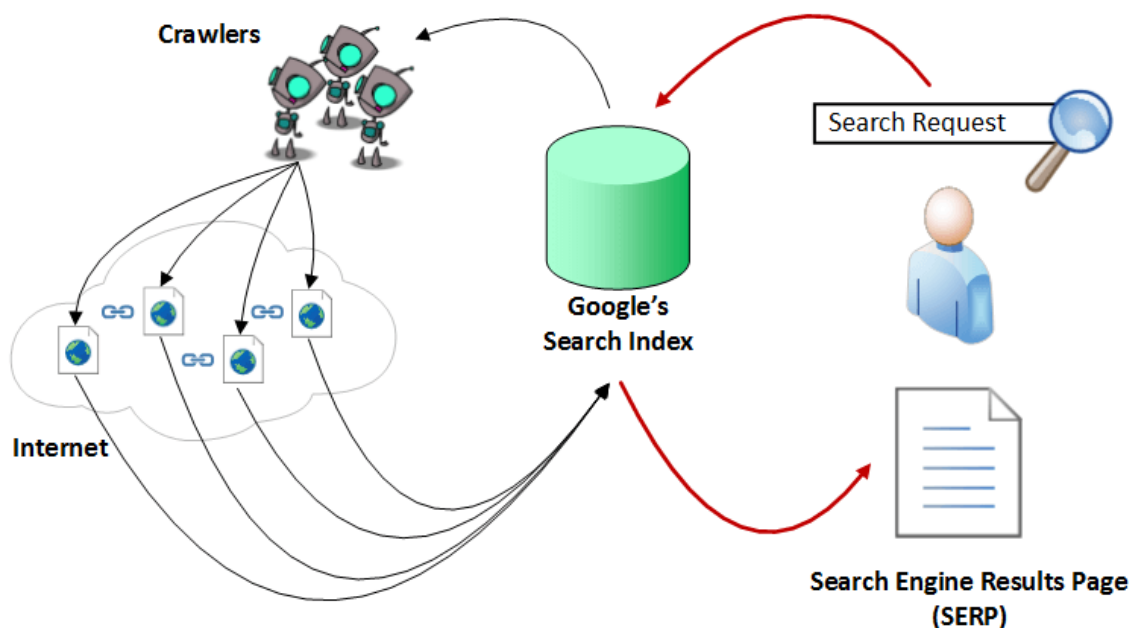 Crawlers
Search Request
Google's
Search Index
Internet
Search Engine Results Page
(SERP)